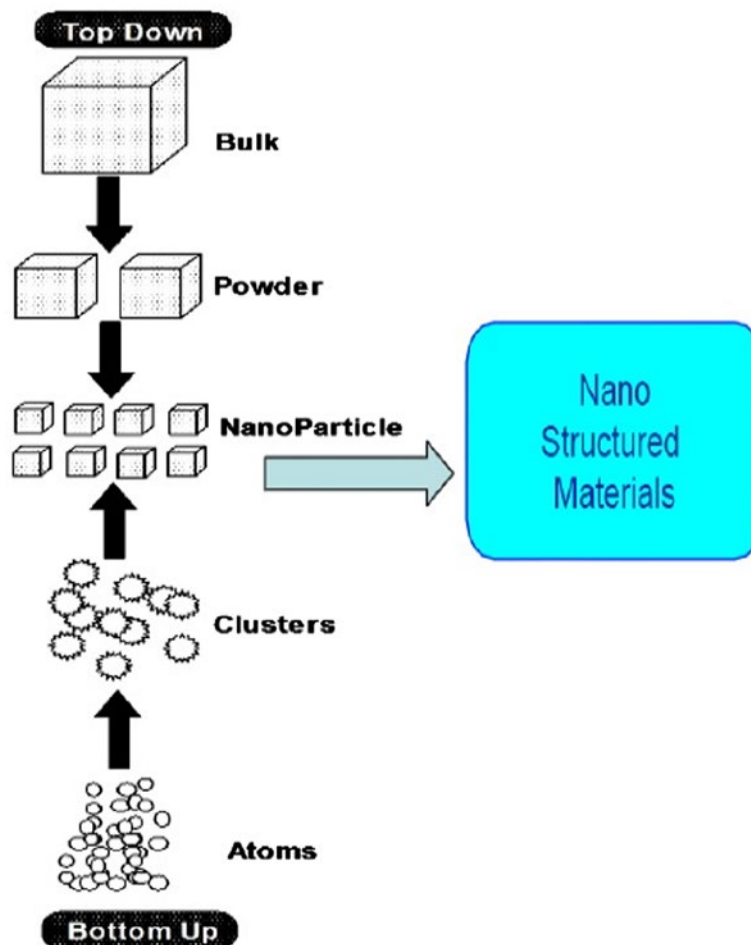 Top Down
Bulk
Powder
NanoParticle
Nano
Structured
Materials
Clusters
Atoms
Bottom Up